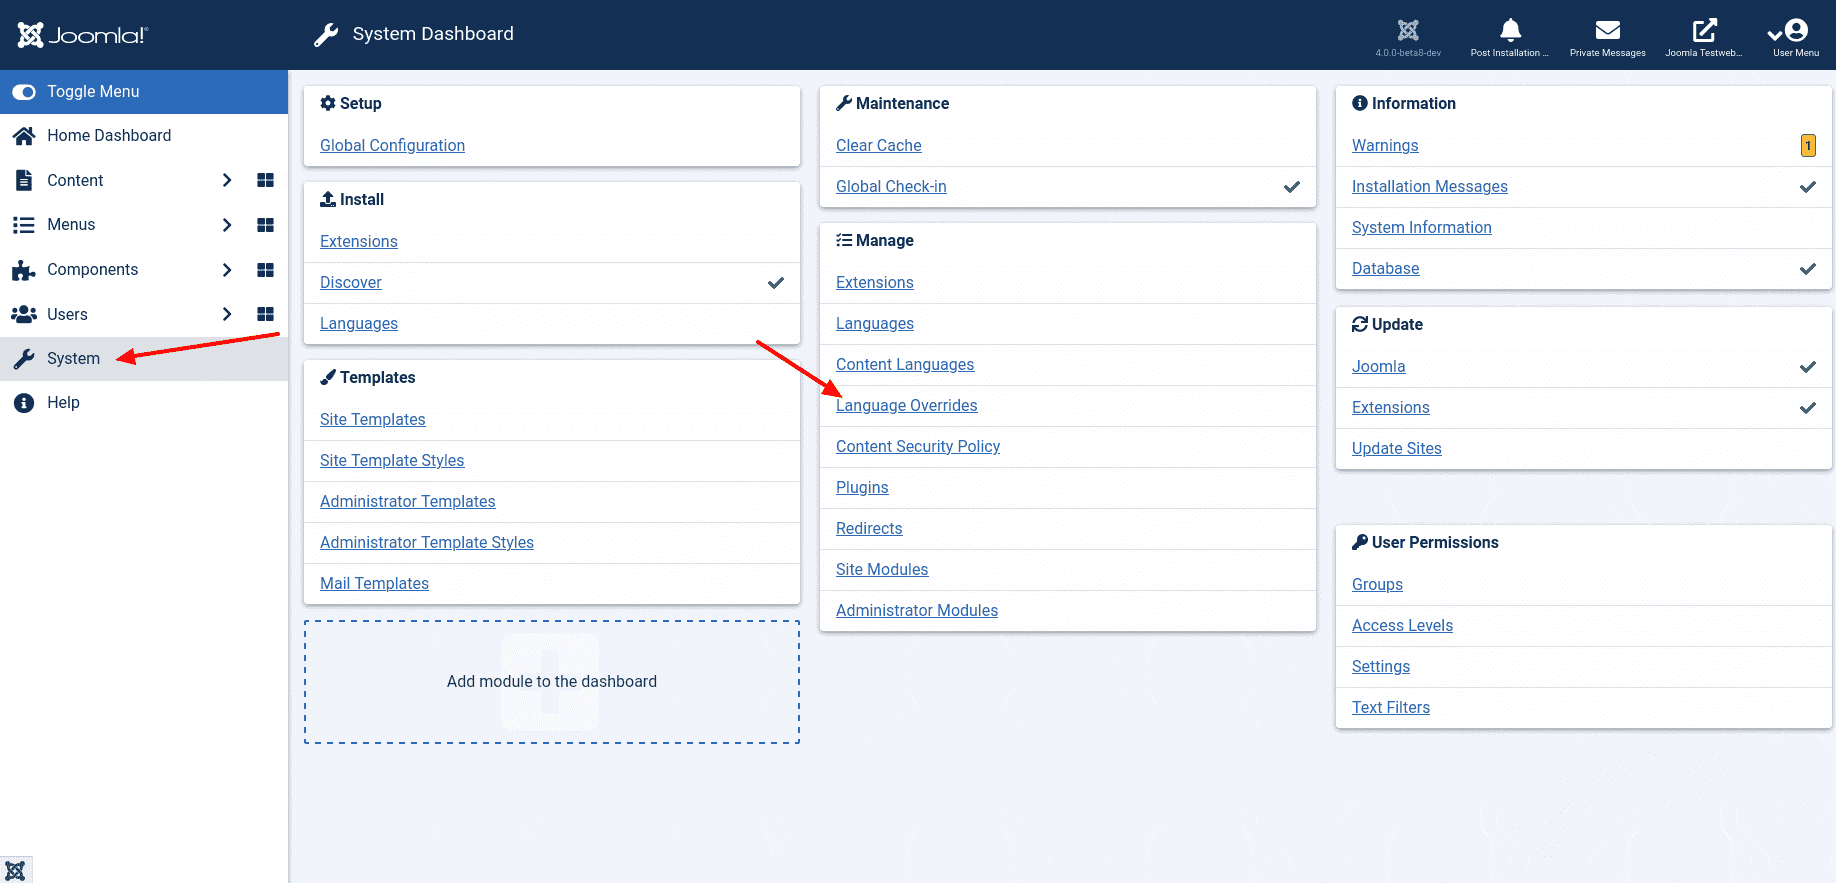 Joomla!®
System Dashboard
4.0.0-beta8-dev
Post Installation ...
Private Messages
Joomla Testweb...
User Menu
Toggle Menu
Home Dashboard
Content
Menus
Components
Users
System
Help
Setup
Global Configuration
Install
Extensions
Discover
Languages
Templates
Site Templates
Site Template Styles
Administrator Templates
Administrator Template Styles
Mail Templates
Add module to the dashboard
Maintenance
Clear Cache
Global Check-in
Manage
Extensions
Languages
Content Languages
Language Overrides
Content Security Policy
Plugins
Redirects
Site Modules
Administrator Modules
Information
Warnings 1
Installation Messages
System Information
Database
Update
Joomla
Extensions
Update Sites
User Permissions
Groups
Access Levels
Settings
Text Filters